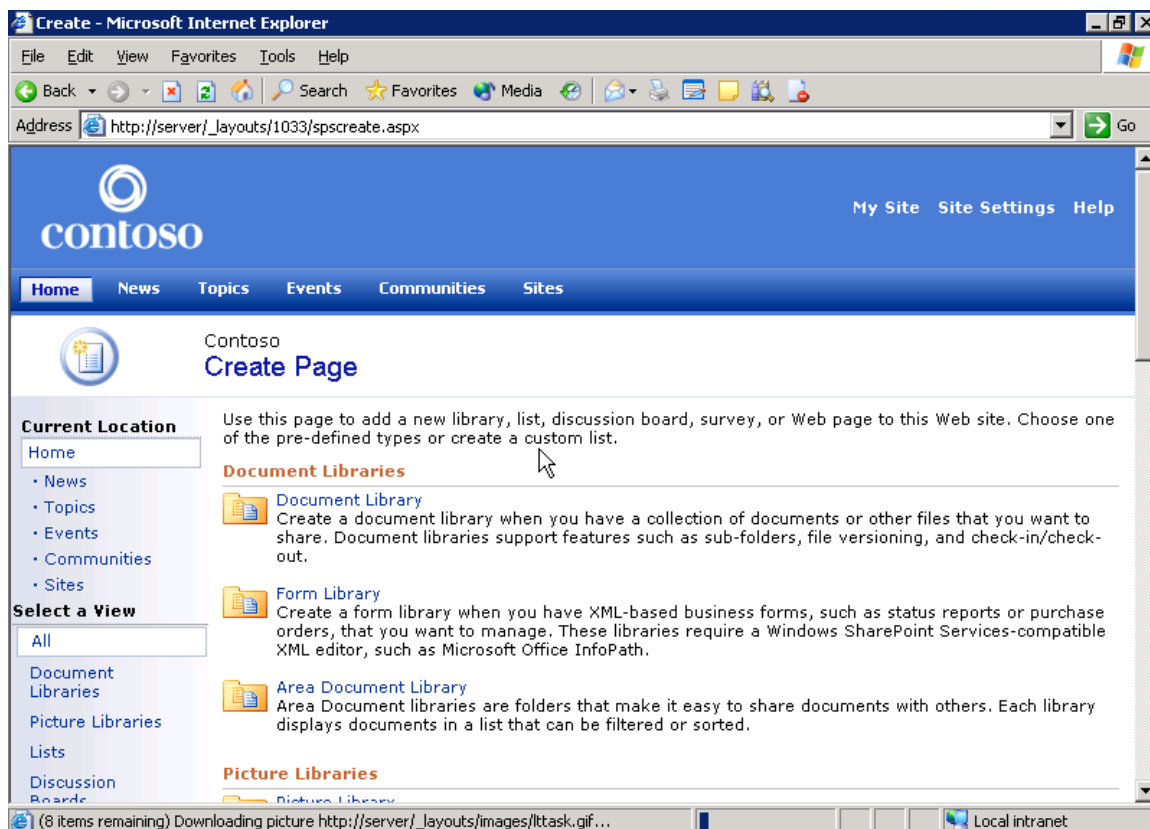 Create - Microsoft Internet Explorer
File Edit View Favorites Tools Help
Back Search Favorites Media
Address http://server/_layouts/1033/spscreate.aspx Go
contoso
My Site Site Settings Help
Home News Topics Events Communities Sites
Contoso
Create Page
Current Location
Home
· News
· Topics
· Events
· Communities
· Sites
Select a View
All
Document
Libraries
Picture Libraries
Lists
Discussion
Boards
Use this page to add a new library, list, discussion board, survey, or Web page to this Web site. Choose one
of the pre-defined types or create a custom list.
Document Libraries
Document Library
Create a document library when you have a collection of documents or other files that you want to
share. Document libraries support features such as sub-folders, file versioning, and check-in/check-
out.
Form Library
Create a form library when you have XML-based business forms, such as status reports or purchase
orders, that you want to manage. These libraries require a Windows SharePoint Services-compatible
XML editor, such as Microsoft Office InfoPath.
Area Document Library
Area Document libraries are folders that make it easy to share documents with others. Each library
displays documents in a list that can be filtered or sorted.
Picture Libraries
Picture Library
(8 items remaining) Downloading picture http://server/_layouts/images/lttask.gif... Local intranet